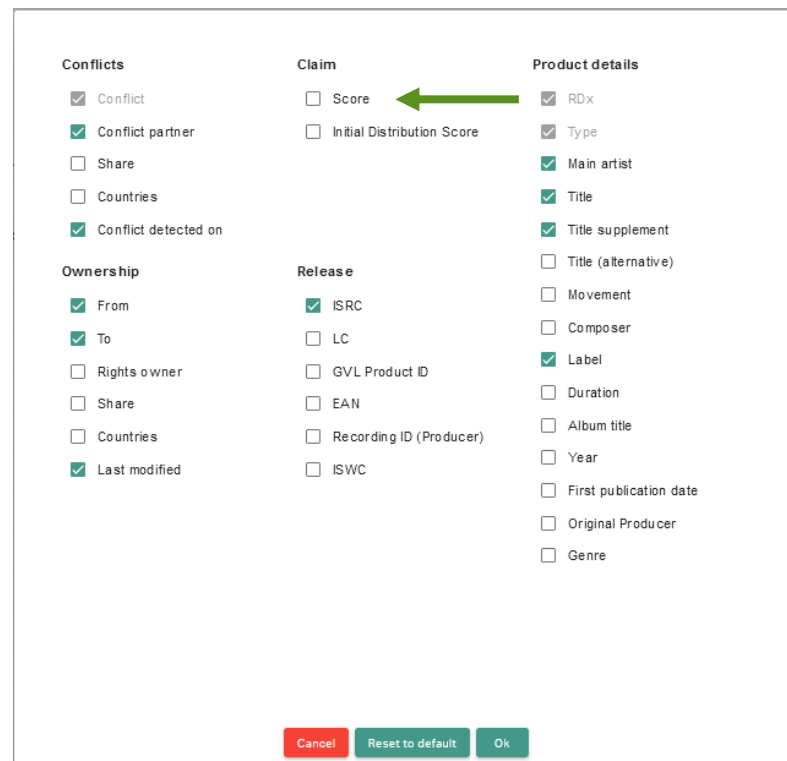 Conflicts
Conflict
Conflict partner
Share
Countries
Conflict detected on
Ownership
From
To
Rights owner
Share
Countries
Last modified
Claim
Score
Initial Distribution Score
Release
ISRC
LC
GVL Product ID
EAN
Recording ID (Producer)
ISWC
Product details
RDx
Type
Main artist
Title
Title supplement
Title (alternative)
Movement
Composer
Label
Duration
Album title
Year
First publication date
Original Producer
Genre
Cancel
Reset to default
Ok